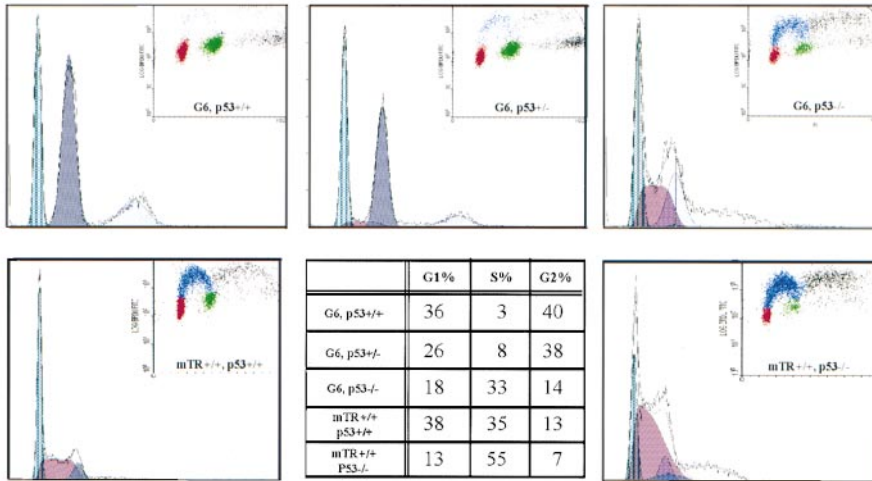 G6, p53+/+
G6, p53+/-
G6, p53-/-
mTR+/+, p53+/+
G1% S% G2%
G6, p53+/+ 36 3 40
G6, p53+/- 26 8 38
G6, p53-/- 18 33 14
mTR+/+
p53+/+ 38 35 13
mTR+/+
P53-/- 13 55 7
mTR+/+, p53-/-